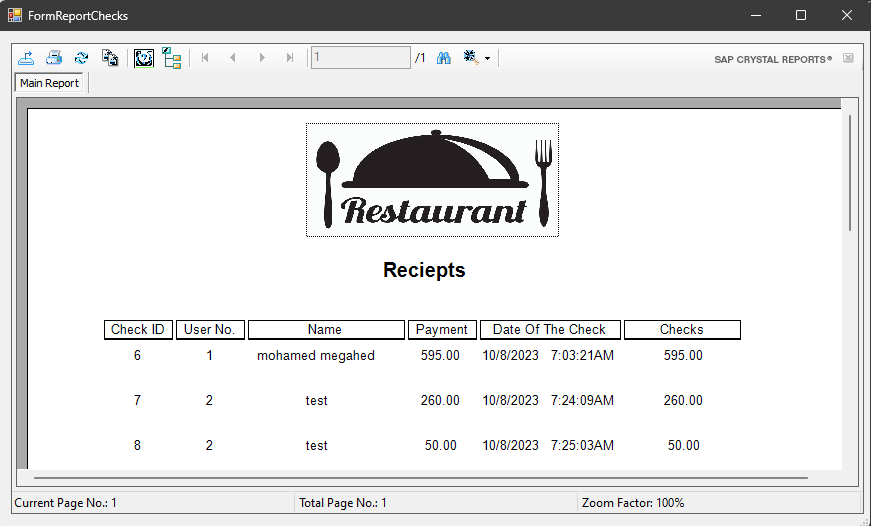 FormReportChecks
1 /1 SAP CRYSTAL REPORTS®
Main Report
Restaurant
Reciepts
Check ID User No. Name Payment Date Of The Check Checks
6 1 mohamed megahed 595.00 10/8/2023 7:03:21AM 595.00
7 2 test 260.00 10/8/2023 7:24:09AM 260.00
8 2 test 50.00 10/8/2023 7:25:03AM 50.00
Current Page No.: 1 Total Page No.: 1 Zoom Factor: 100%